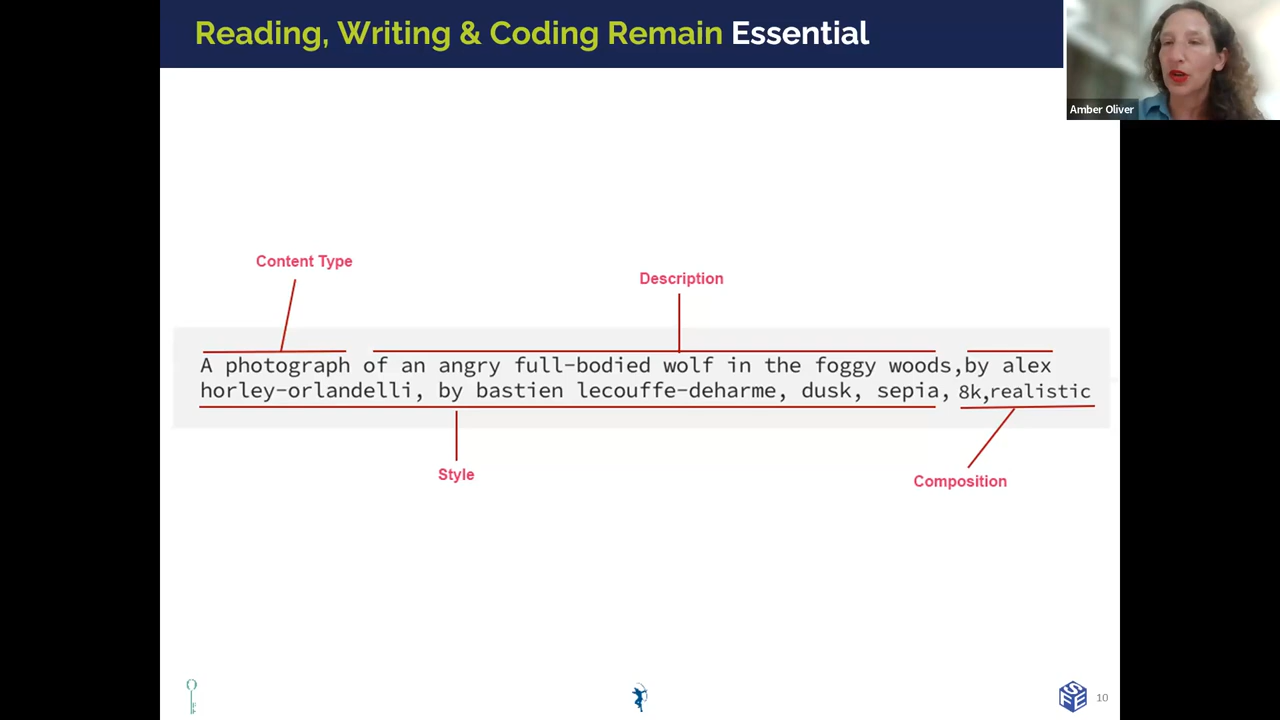 Reading, Writing & Coding Remain Essential
Amber Oliver
Content Type
Description
A photograph of an angry full-bodied wolf in the foggy woods,by alex
horley-orlandelli, by bastien lecouffe-deharme, dusk, sepia, 8k,realistic
Style
Composition
SFE
10